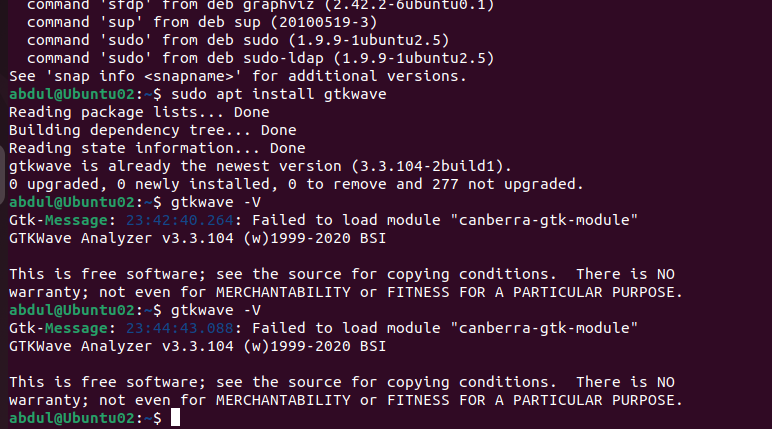 command 'sfdp' from deb graphviz (2.42.2-6ubuntu0.1)
command 'sup' from deb sup (20100519-3)
command 'sudo' from deb sudo (1.9.9-1ubuntu2.5)
command 'sudo' from deb sudo-ldap (1.9.9-1ubuntu2.5)
See 'snap info <snapname>' for additional versions.
abdul@Ubuntu02:~$ sudo apt install gtkwave
Reading package lists... Done
Building dependency tree... Done
Reading state information... Done
gtkwave is already the newest version (3.3.104-2build1).
0 upgraded, 0 newly installed, 0 to remove and 277 not upgraded.
abdul@Ubuntu02:~$ gtkwave -V
Gtk-Message: 23:42:40.264: Failed to load module "canberra-gtk-module"
GTKWave Analyzer v3.3.104 (w)1999-2020 BSI
This is free software; see the source for copying conditions.  There is NO
warranty; not even for MERCHANTABILITY or FITNESS FOR A PARTICULAR PURPOSE.
abdul@Ubuntu02:~$ gtkwave -V
Gtk-Message: 23:44:43.088: Failed to load module "canberra-gtk-module"
GTKWave Analyzer v3.3.104 (w)1999-2020 BSI
This is free software; see the source for copying conditions.  There is NO
warranty; not even for MERCHANTABILITY or FITNESS FOR A PARTICULAR PURPOSE.
abdul@Ubuntu02:~$